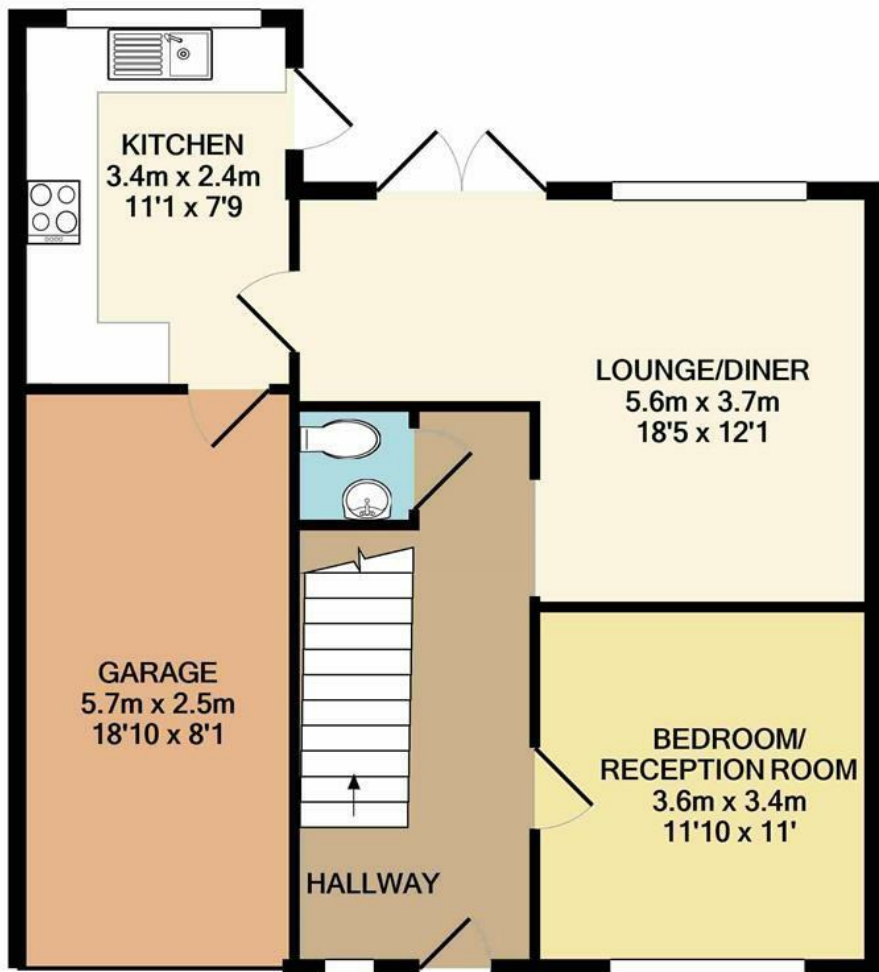 KITCHEN
3.4m x 2.4m
11'1 x 7'9
LOUNGE/DINER
5.6m x 3.7m
18'5 x 12'1
GARAGE
5.7m x 2.5m
18'10 x 8'1
BEDROOM/
RECEPTION ROOM
3.6m x 3.4m
11'10 x 11'
HALLWAY